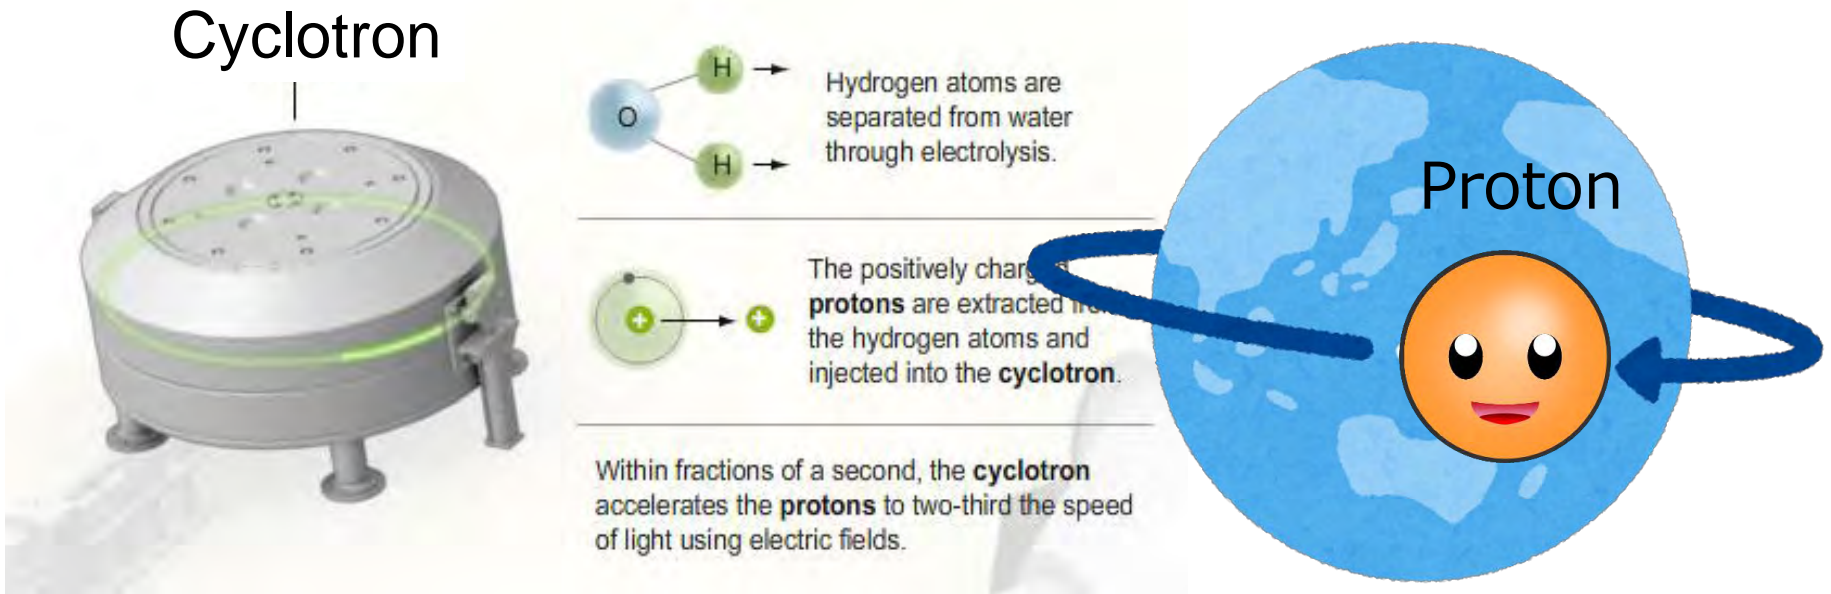 Cyclotron
H
O
H
Hydrogen atoms are
separated from water
through electrolysis.
The positively
protons are extracted
the hydrogen atoms and
injected into the cyclotron.
+
+
Within fractions of a second, the cyclotron
accelerates the protons to two-third the speed
of light using electric fields.
Proton